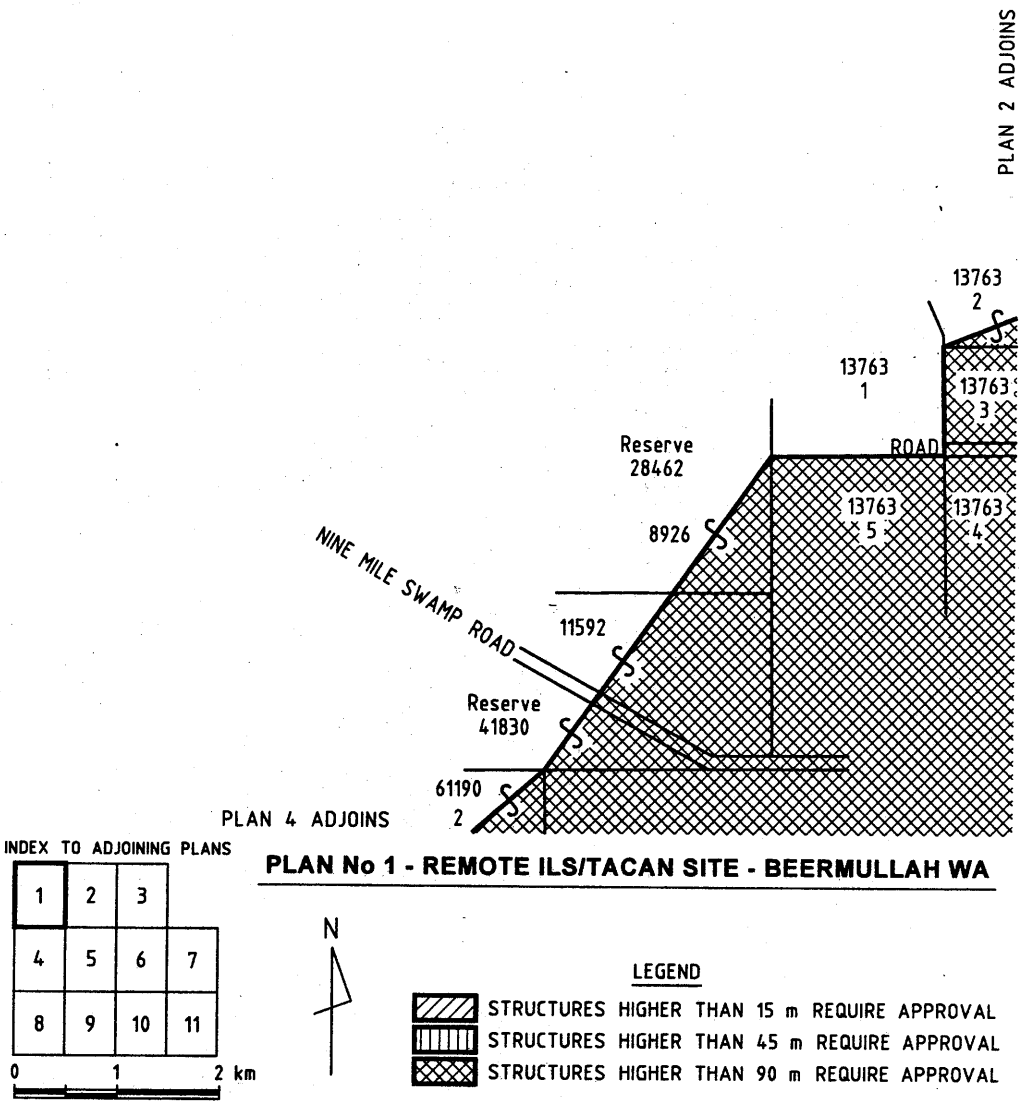 PLAN 2 ADJOINS
13763
2
13763
1
13763
3
ROAD
Reserve
28462
13763
5
13763
4
8926
NINE MILE SWAMP ROAD
11592
Reserve
41830
61190
2
PLAN 4 ADJOINS
INDEX TO ADJOINING PLANS
1 2 3
4 5 6 7
8 9 10 11
0 1 2 km
PLAN No 1 - REMOTE ILS/TACAN SITE - BEERMULLAH WA
N
LEGEND
STRUCTURES HIGHER THAN 15 m REQUIRE APPROVAL
STRUCTURES HIGHER THAN 45 m REQUIRE APPROVAL
STRUCTURES HIGHER THAN 90 m REQUIRE APPROVAL